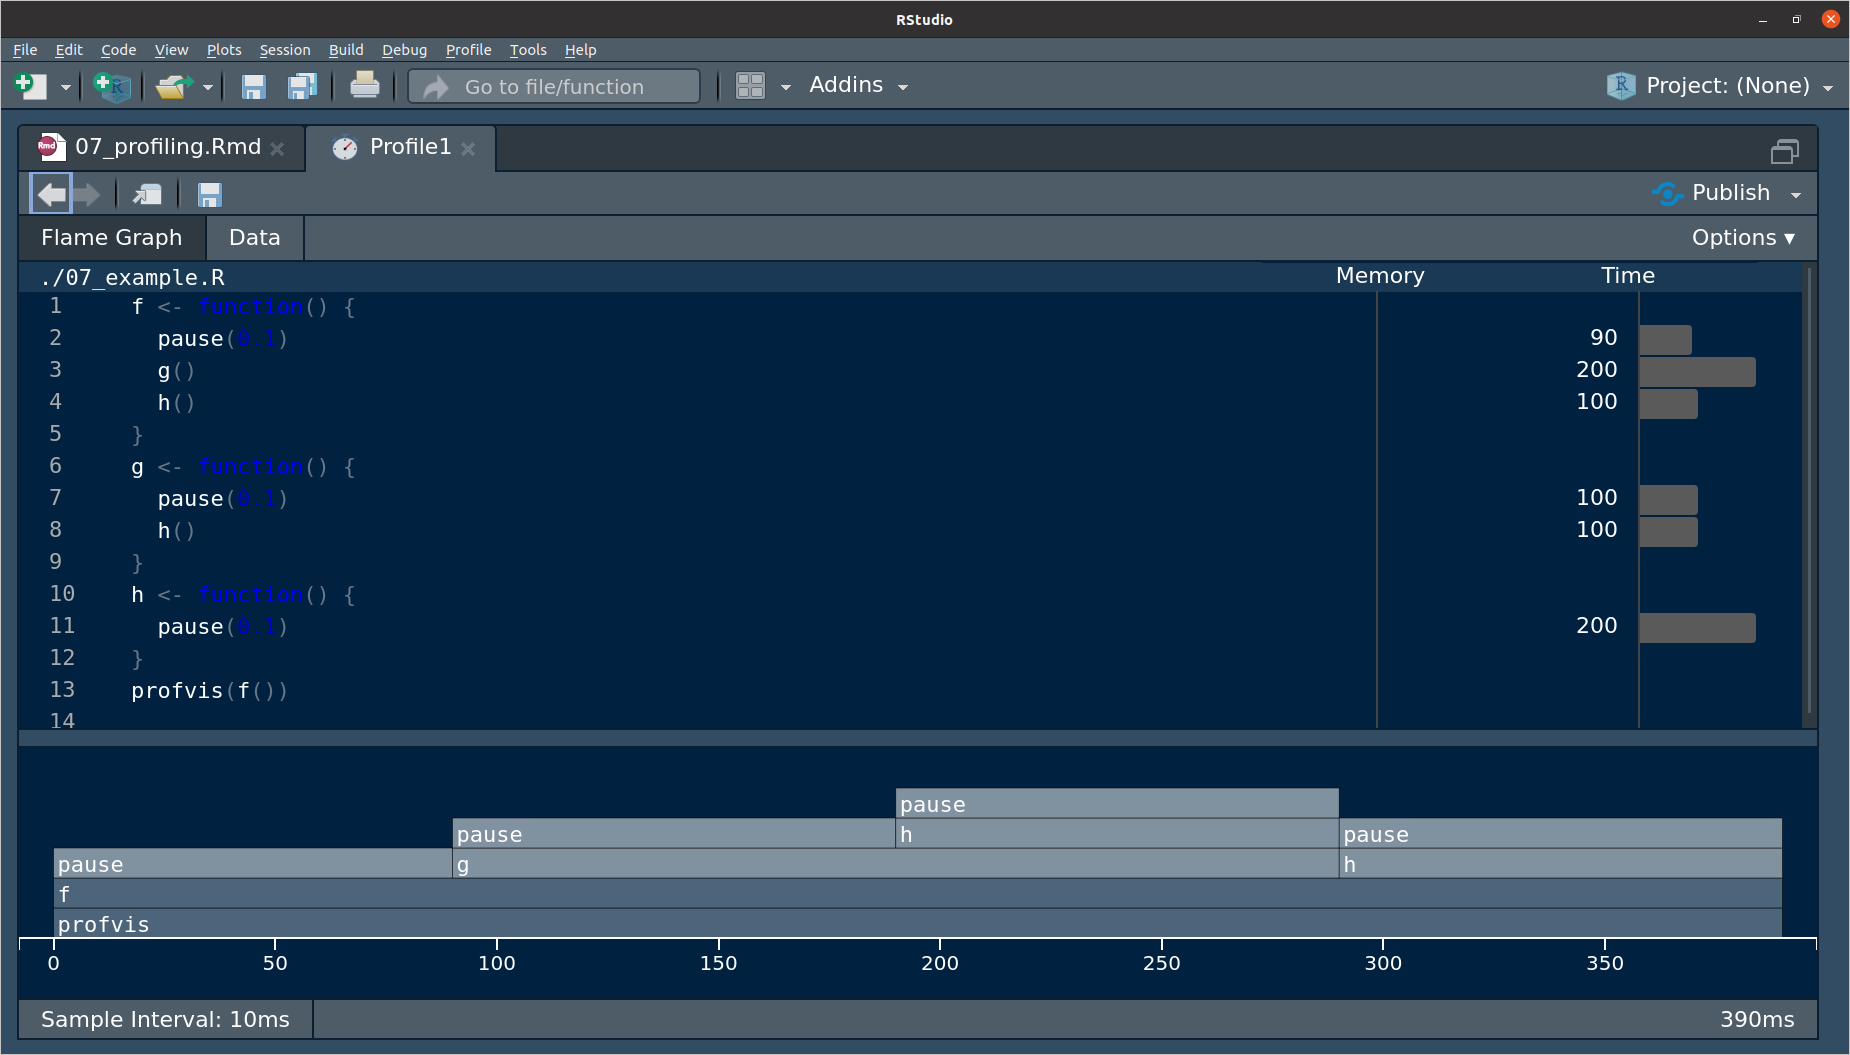 RStudio
File Edit Code View Plots Session Build Debug Profile Tools Help
Go to file/function Addins R Project: (None)
Rmd 07_profiling.Rmd Profile1
Publish
Flame Graph Data Options ▾
./07_example.R Memory Time
1 f <- function() {
2 pause(0.1) 90
3 g() 200
4 h() 100
5 }
6 g <- function() {
7 pause(0.1) 100
8 h() 100
9 }
10 h <- function() {
11 pause(0.1) 200
12 }
13 profvis(f())
14
pause
pause h pause
pause g h
f
profvis
0 50 100 150 200 250 300 350
Sample Interval: 10ms 390ms